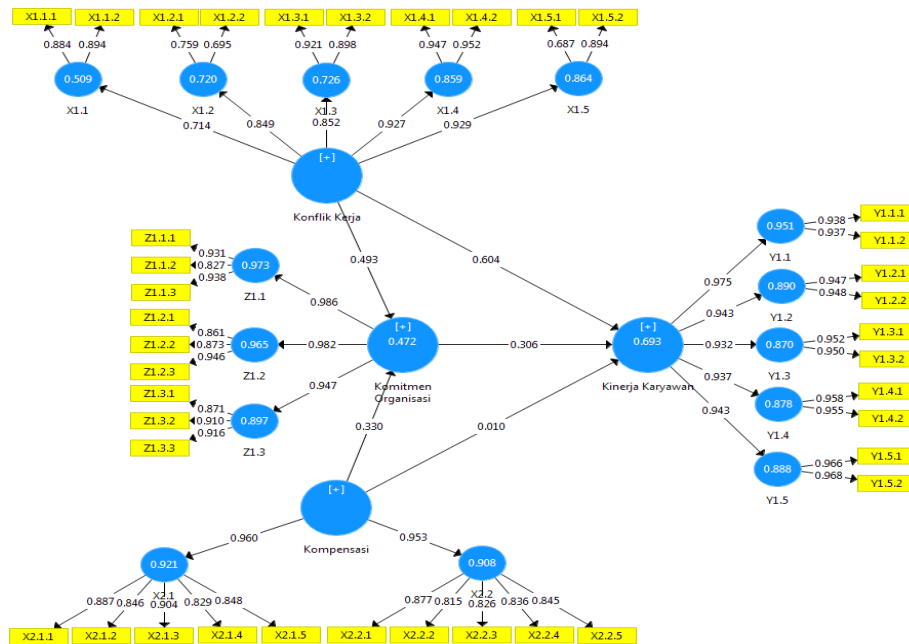 X1.1.1 X1.1.2 X1.2.1 X1.2.2 X1.3.1 X1.3.2 X1.4.1 X1.4.2 X1.5.1 X1.5.2
0.884 0.894 0.759 0.695 0.921 0.898 0.947 0.952 0.687 0.894
0.509 0.720 0.726 0.859 0.864
X1.1 X1.2 X1.3 X1.4 X1.5
0.714 0.849 0.852 0.927 0.929
[+]
Konflik Kerja
0.493 0.604
Z1.1.1
Z1.1.2
Z1.1.3
0.931
0.827
0.938
0.973
Z1.1
0.986
Z1.2.1
Z1.2.2
Z1.2.3
0.861
0.873
0.946
0.965
Z1.2
0.982
Z1.3.1
Z1.3.2
Z1.3.3
0.871
0.910
0.916
0.897
Z1.3
0.947
[+]
0.472
Komitmen
Organisasi
0.306
[+]
0.693
Kinerja Karyawan
0.330 0.010
0.975
0.951
Y1.1
0.938 Y1.1.1
0.937 Y1.1.2
0.943
0.890
Y1.2
0.947 Y1.2.1
0.948 Y1.2.2
0.932
0.870
Y1.3
0.952 Y1.3.1
0.950 Y1.3.2
0.937
0.878
Y1.4
0.958 Y1.4.1
0.955 Y1.4.2
0.943
0.888
Y1.5
0.966 Y1.5.1
0.968 Y1.5.2
[+]
Kompensasi
0.960 0.953
0.921 0.908
X2.1 X2.2
0.887 0.846 0.904 0.829 0.848 0.877 0.815 0.826 0.836 0.845
X2.1.1 X2.1.2 X2.1.3 X2.1.4 X2.1.5 X2.2.1 X2.2.2 X2.2.3 X2.2.4 X2.2.5